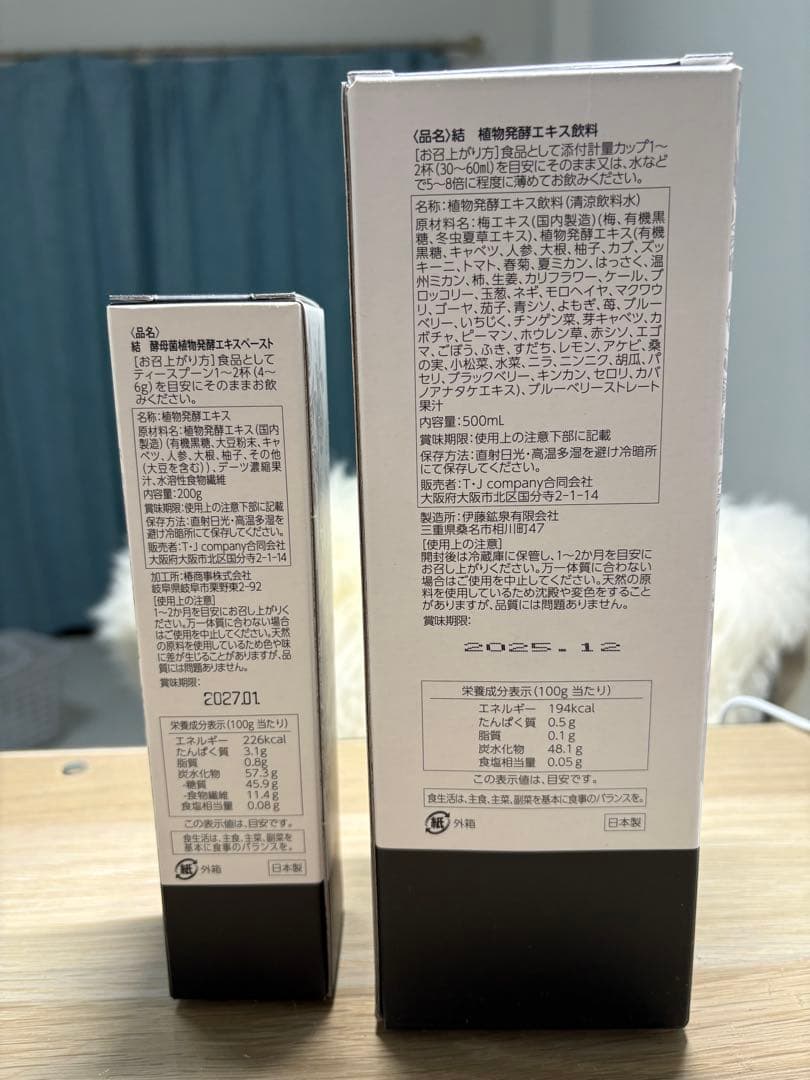 〈品名〉
結　酵母菌植物発酵エキスペースト
[お召上がり方]食品として
ティースプーン1～2杯(4～
6g)を目安にそのままお飲
みください。
名称:植物発酵エキス
原材料名:植物発酵エキス(国内
製造)(有機黒糖、大豆粉末、キャ
ベツ、人参、大根、柚子、その他
(大豆を含む))、デーツ濃縮果
汁、水溶性食物繊維
内容量:200g
賞味期限:使用上の注意下部に記載
保存方法:直射日光・高温多湿を
避け冷暗所にて保存してください。
販売者:T・J company合同会社
大阪府大阪市北区国分寺2-1-14
加工所:椿商事株式会社
岐阜県岐阜市粟野東2-92
[使用上の注意]
1～2か月を目安にお召し上がりくだ
さい。万一体質に合わない場合
はご使用を中止してください。天然
の原料を使用しているため色や味
に差が生じることがありますが、品
質には問題ありません。
賞味期限:
2027.01
栄養成分表示(100g 当たり)
エネルギー 226kcal
たんぱく質 3.1g
脂質 0.8g
炭水化物 57.3g
-糖質 45.9g
-食物繊維 11.4g
食塩相当量 0.08g
この表示値は、目安です。
食生活は、主食、主菜、副菜を
基本に食事のバランスを。
紙 外箱 日本製
〈品名〉結　植物発酵エキス飲料
[お召上がり方]食品として添付計量カップ1～
2杯(30～60ml)を目安にそのまま又は、水など
で5～8倍に程度に薄めてお飲みください。
名称:植物発酵エキス飲料(清涼飲料水)
原材料名:梅エキス(国内製造)(梅、有機黒
糖、冬虫夏草エキス)、植物発酵エキス(有機
黒糖、キャベツ、人参、大根、柚子、カブ、ズッ
キーニ、トマト、春菊、夏ミカン、はっさく、温
州ミカン、柿、生姜、カリフラワー、ケール、ブ
ロッコリー、玉葱、ネギ、モロヘイヤ、マクワウ
リ、ゴーヤ、茄子、青シソ、よもぎ、苺、ブルー
ベリー、いちじく、チンゲン菜、芽キャベツ、カ
ボチャ、ピーマン、ホウレン草、赤シソ、エゴ
マ、ごぼう、ふき、すだち、レモン、アケビ、桑
の実、小松菜、水菜、ニラ、ニンニク、胡瓜、パ
セリ、ブラックベリー、キンカン、セロリ、カバ
ノアナタケエキス)、ブルーベリーストレート
果汁
内容量:500mL
賞味期限:使用上の注意下部に記載
保存方法:直射日光・高温多湿を避け冷暗所
にて保存してください。
販売者:T・J company合同会社
大阪府大阪市北区国分寺2-1-14
製造所:伊藤鉱泉有限会社
三重県桑名市相川町47
[使用上の注意]
開封後は冷蔵庫に保管し、1～2か月を目安に
お召し上がりください。万一体質に合わない
場合はご使用を中止してください。天然の原
料を使用しているため沈殿や変色をすること
がありますが、品質には問題ありません。
賞味期限:
2025.12
栄養成分表示(100g 当たり)
エネルギー 194kcal
たんぱく質 0.5g
脂質 0.1g
炭水化物 48.1g
食塩相当量 0.05g
この表示値は、目安です。
食生活は、主食、主菜、副菜を基本に食事のバランスを。
紙 外箱 日本製